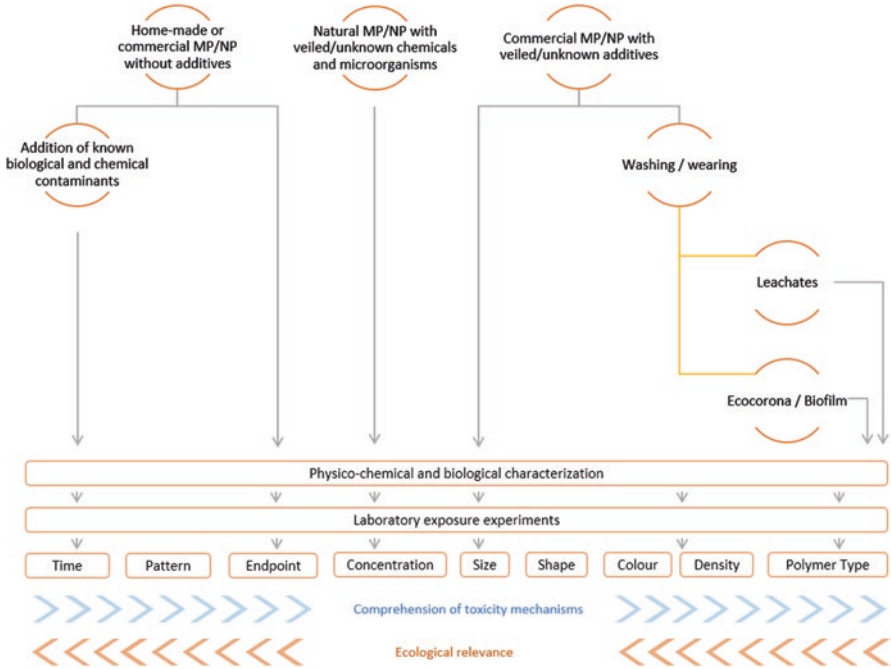 Home-made or
commercial MP/NP
without additives
Natural MP/NP with
veiled/unknown chemicals
and microorganisms
Commercial MP/NP with
veiled/unknown additives
Addition of known
biological and chemical
contaminants
Washing / wearing
Leachates
Ecocorona / Biofilm
Physico-chemical and biological characterization
Laboratory exposure experiments
Time
Pattern
Endpoint
Concentration
Size
Shape
Colour
Density
Polymer Type
Comprehension of toxicity mechanisms
Ecological relevance